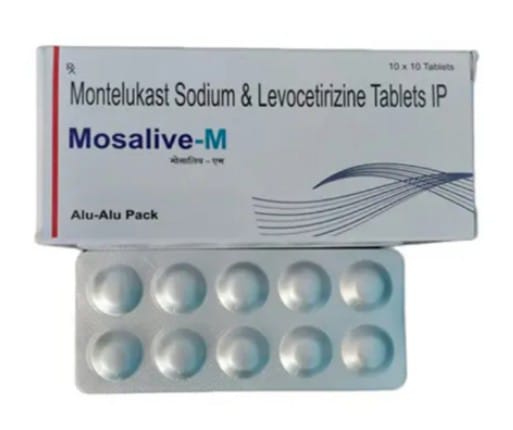 ℞
10 x 10 Tablets
Montelukast Sodium & Levocetirizine Tablets IP
Mosalive-M
मोसालिव - एम
Alu-Alu Pack